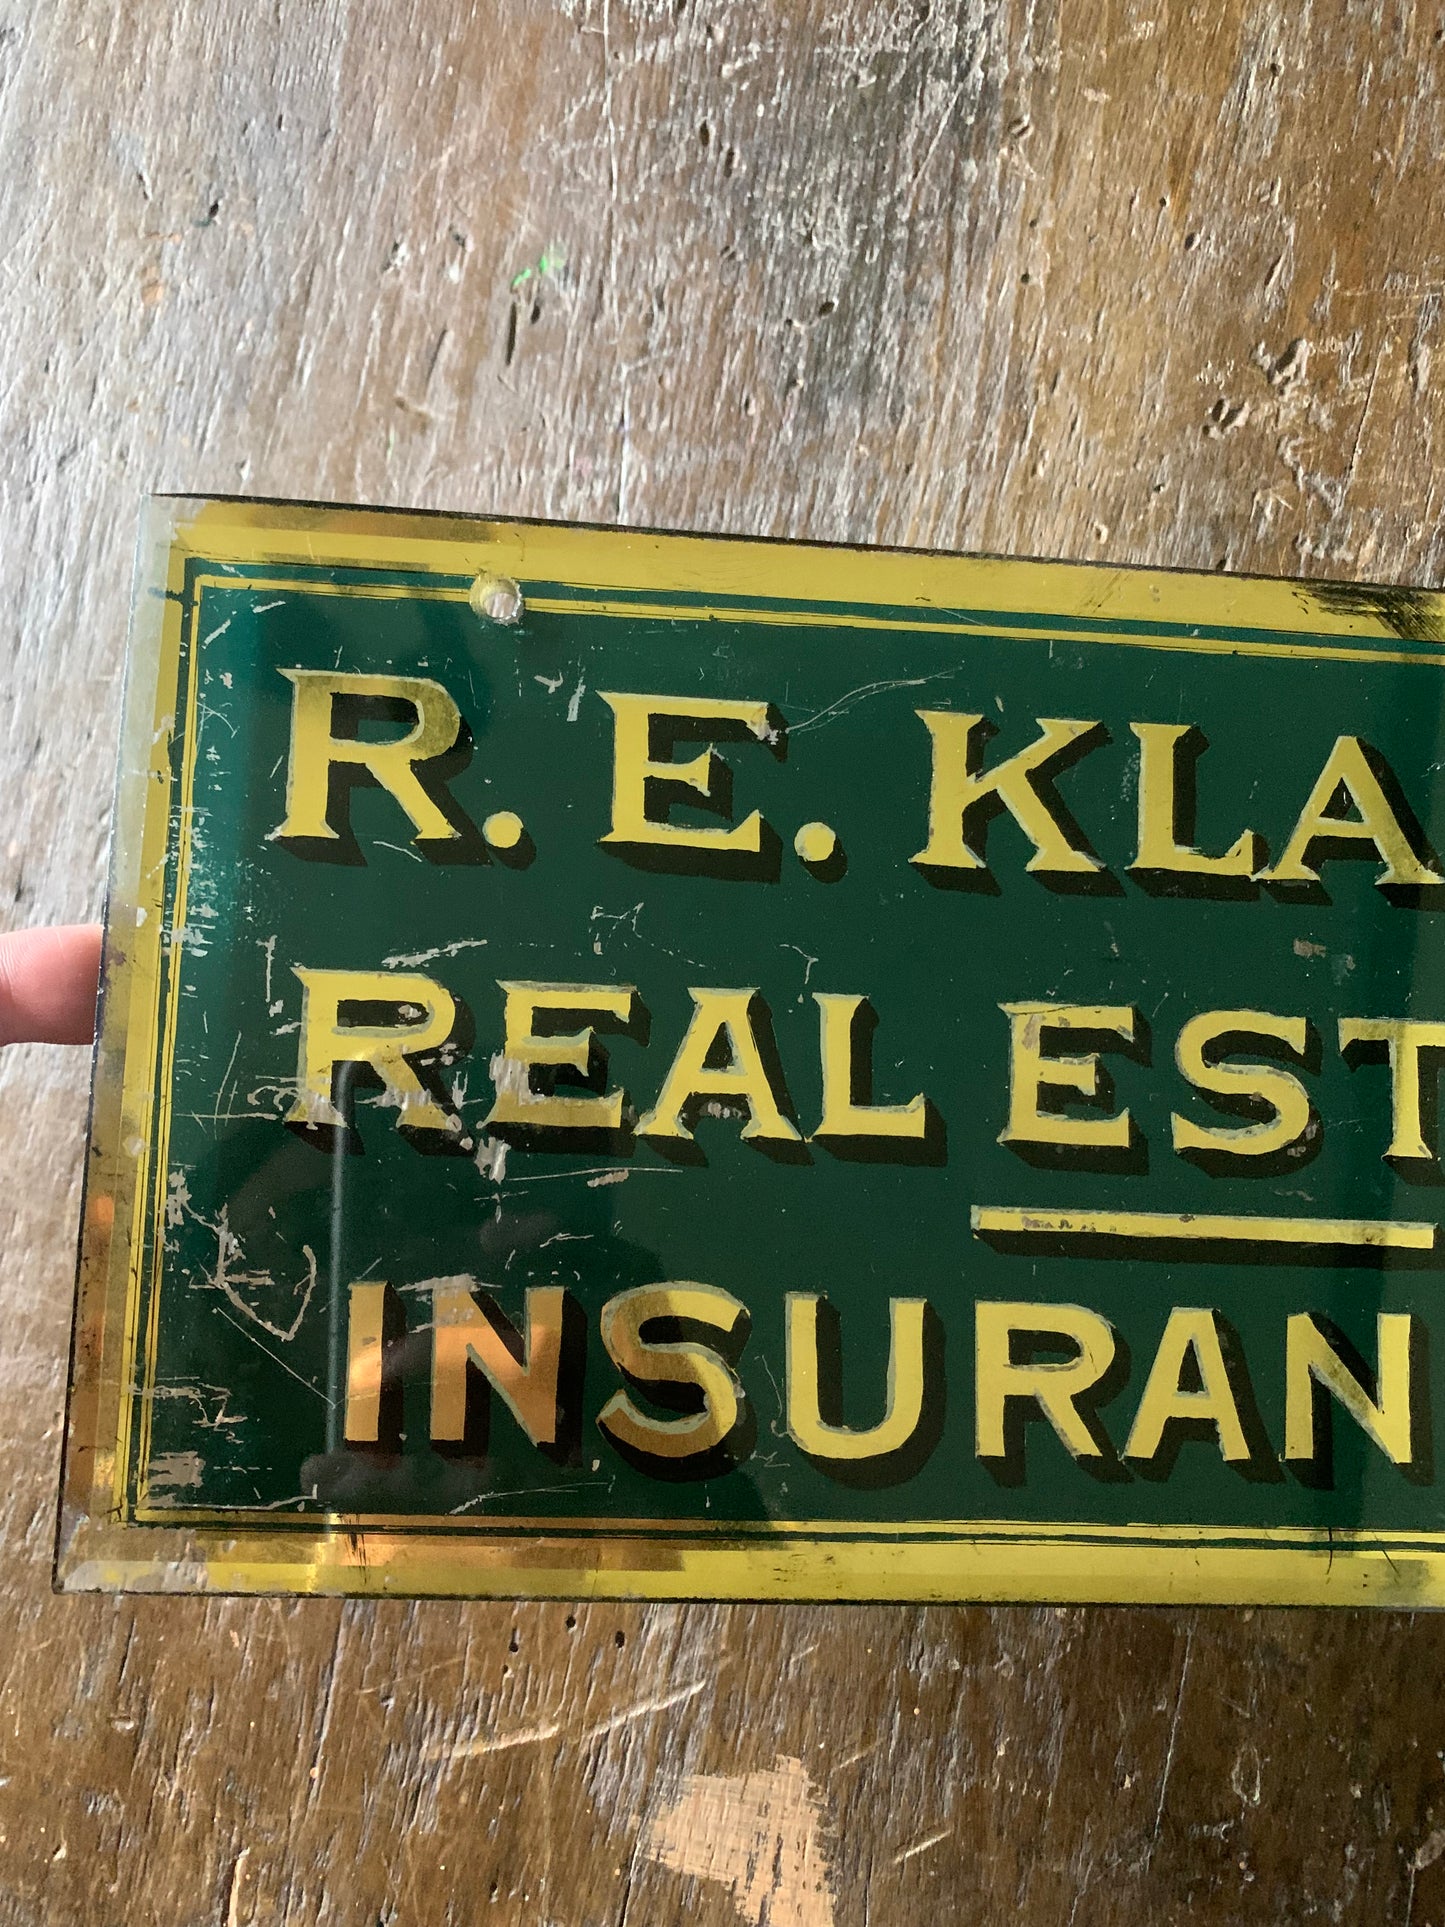 R. E. KLA
REAL EST
INSURAN